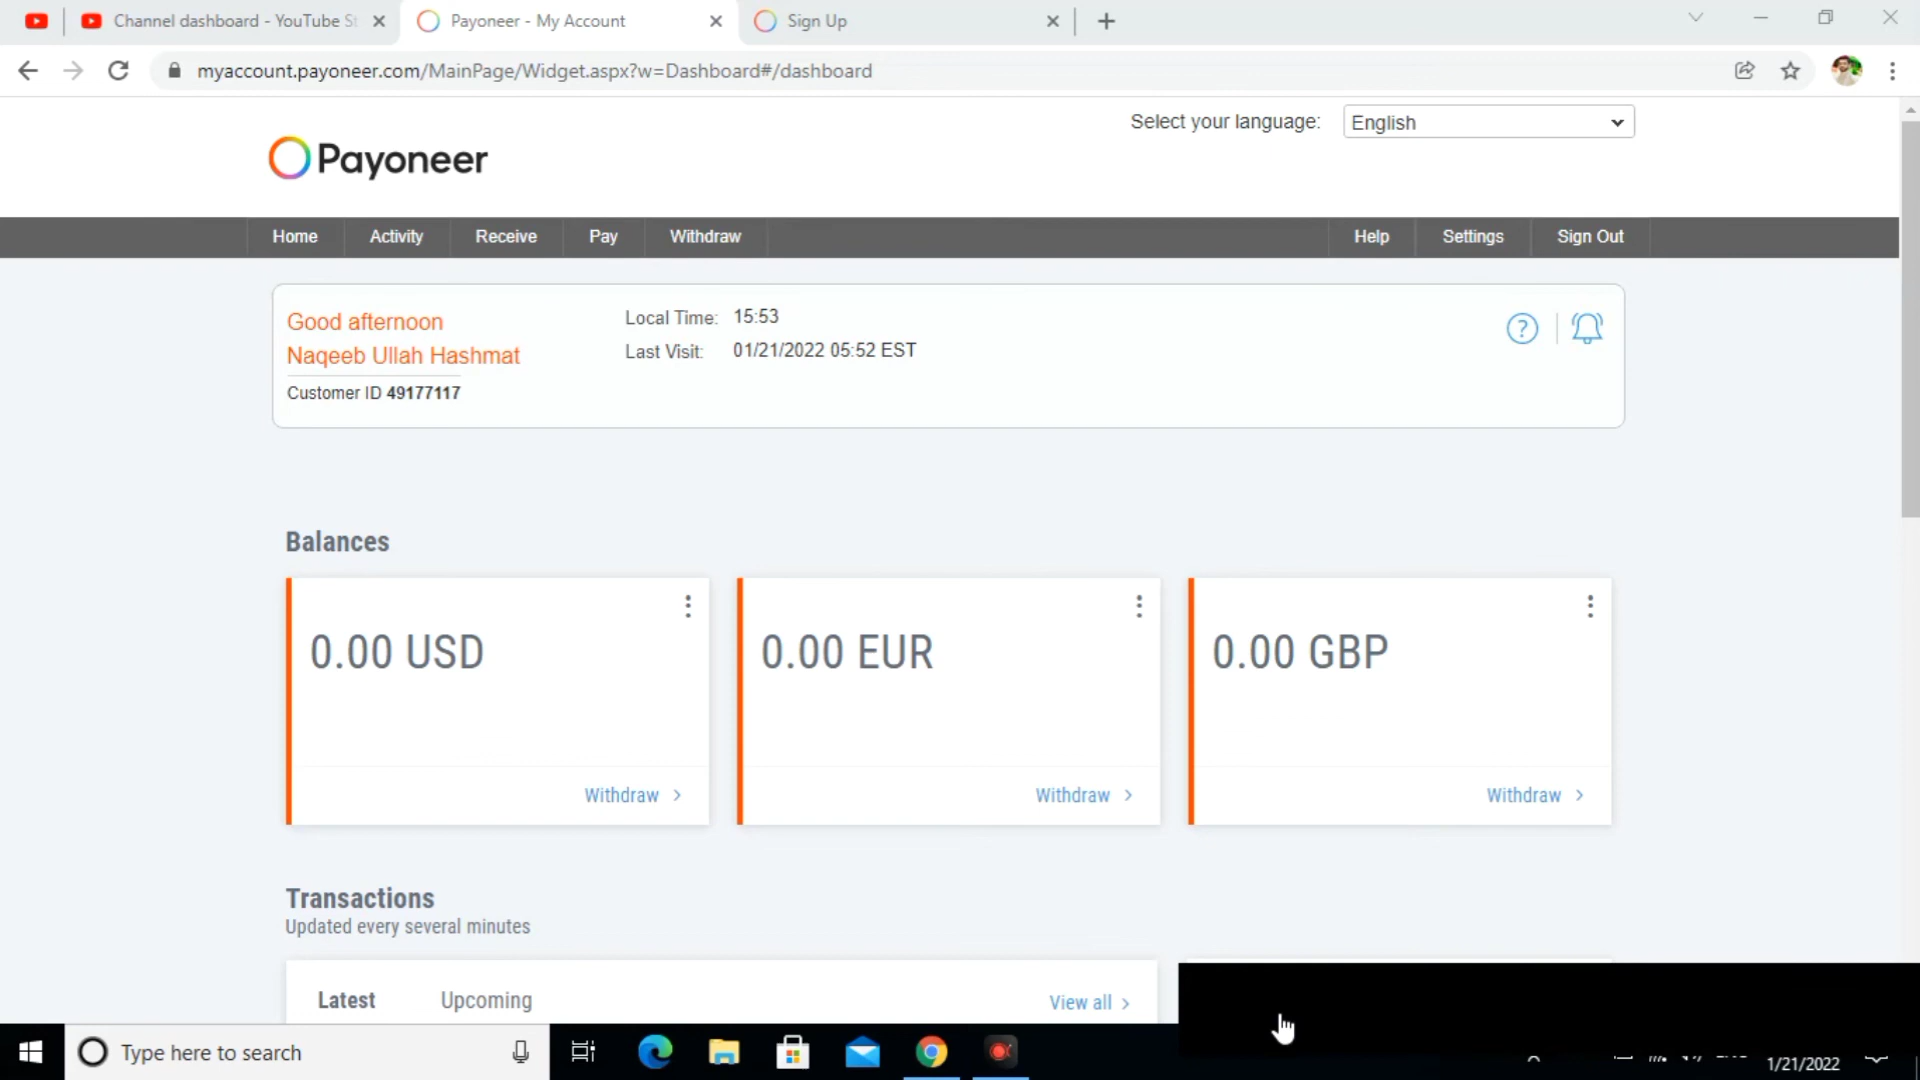 Channel dashboard - YouTube St
Payoneer - My Account
Sign Up
myaccount.payoneer.com/MainPage/Widget.aspx?w=Dashboard#/dashboard
Select your language: English
Payoneer
Home Activity Receive Pay Withdraw Help Settings Sign Out
Good afternoon
Naqeeb Ullah Hashmat
Customer ID 49177117
Local Time: 15:53
Last Visit: 01/21/2022 05:52 EST
Balances
0.00 USD
Withdraw >
0.00 EUR
Withdraw >
0.00 GBP
Withdraw >
Transactions
Updated every several minutes
Latest Upcoming View all >
Type here to search
1/21/2022